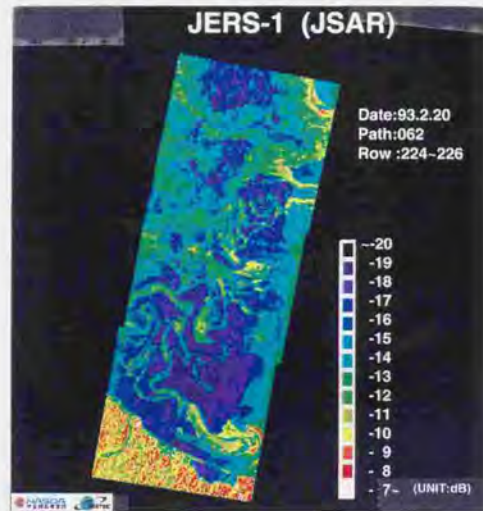 JERS-1 (JSAR)
Date:93.2.20
Path:062
Row :224~226
~-20
-19
-18
-17
-16
-15
-14
-13
-12
-11
-10
- 9
- 8
- 7~ (UNIT:dB)
NASDA